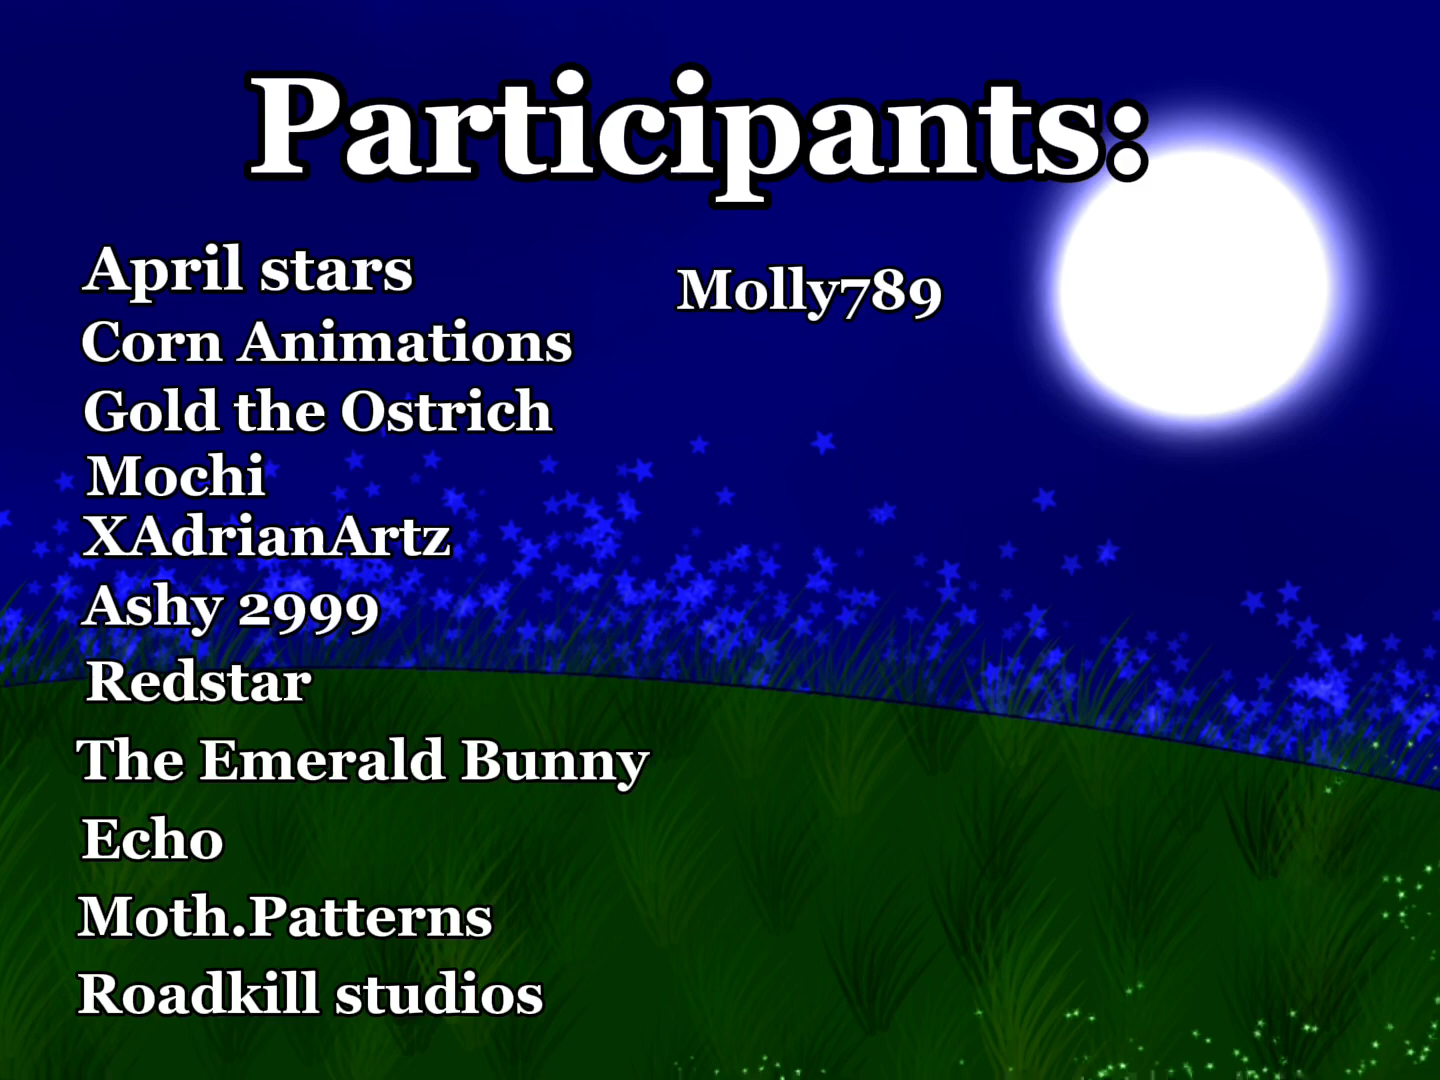 Participants:
April stars
Corn Animations
Gold the Ostrich
Mochi
XAdrianArtz
Ashy 2999
Redstar
The Emerald Bunny
Echo
Moth.Patterns
Roadkill studios
Molly789